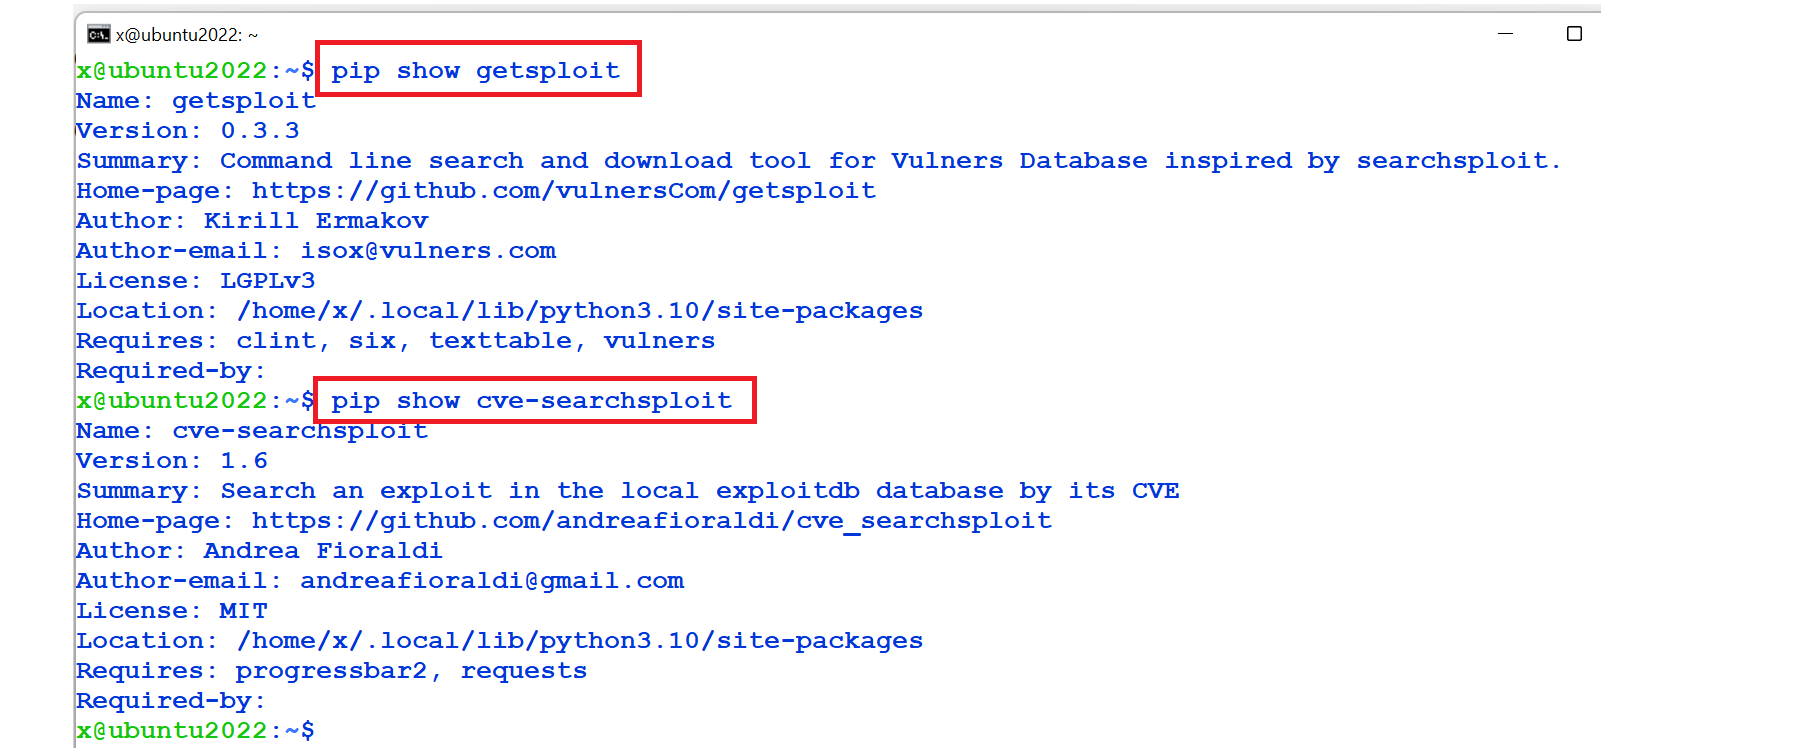 x@ubuntu2022: ~
x@ubuntu2022:~$ pip show getsploit
Name: getsploit
Version: 0.3.3
Summary: Command line search and download tool for Vulners Database inspired by searchsploit.
Home-page: https://github.com/vulnersCom/getsploit
Author: Kirill Ermakov
Author-email: isox@vulners.com
License: LGPLv3
Location: /home/x/.local/lib/python3.10/site-packages
Requires: clint, six, texttable, vulners
Required-by:
x@ubuntu2022:~$ pip show cve-searchsploit
Name: cve-searchsploit
Version: 1.6
Summary: Search an exploit in the local exploitdb database by its CVE
Home-page: https://github.com/andreafioraldi/cve_searchsploit
Author: Andrea Fioraldi
Author-email: andreafioraldi@gmail.com
License: MIT
Location: /home/x/.local/lib/python3.10/site-packages
Requires: progressbar2, requests
Required-by:
x@ubuntu2022:~$